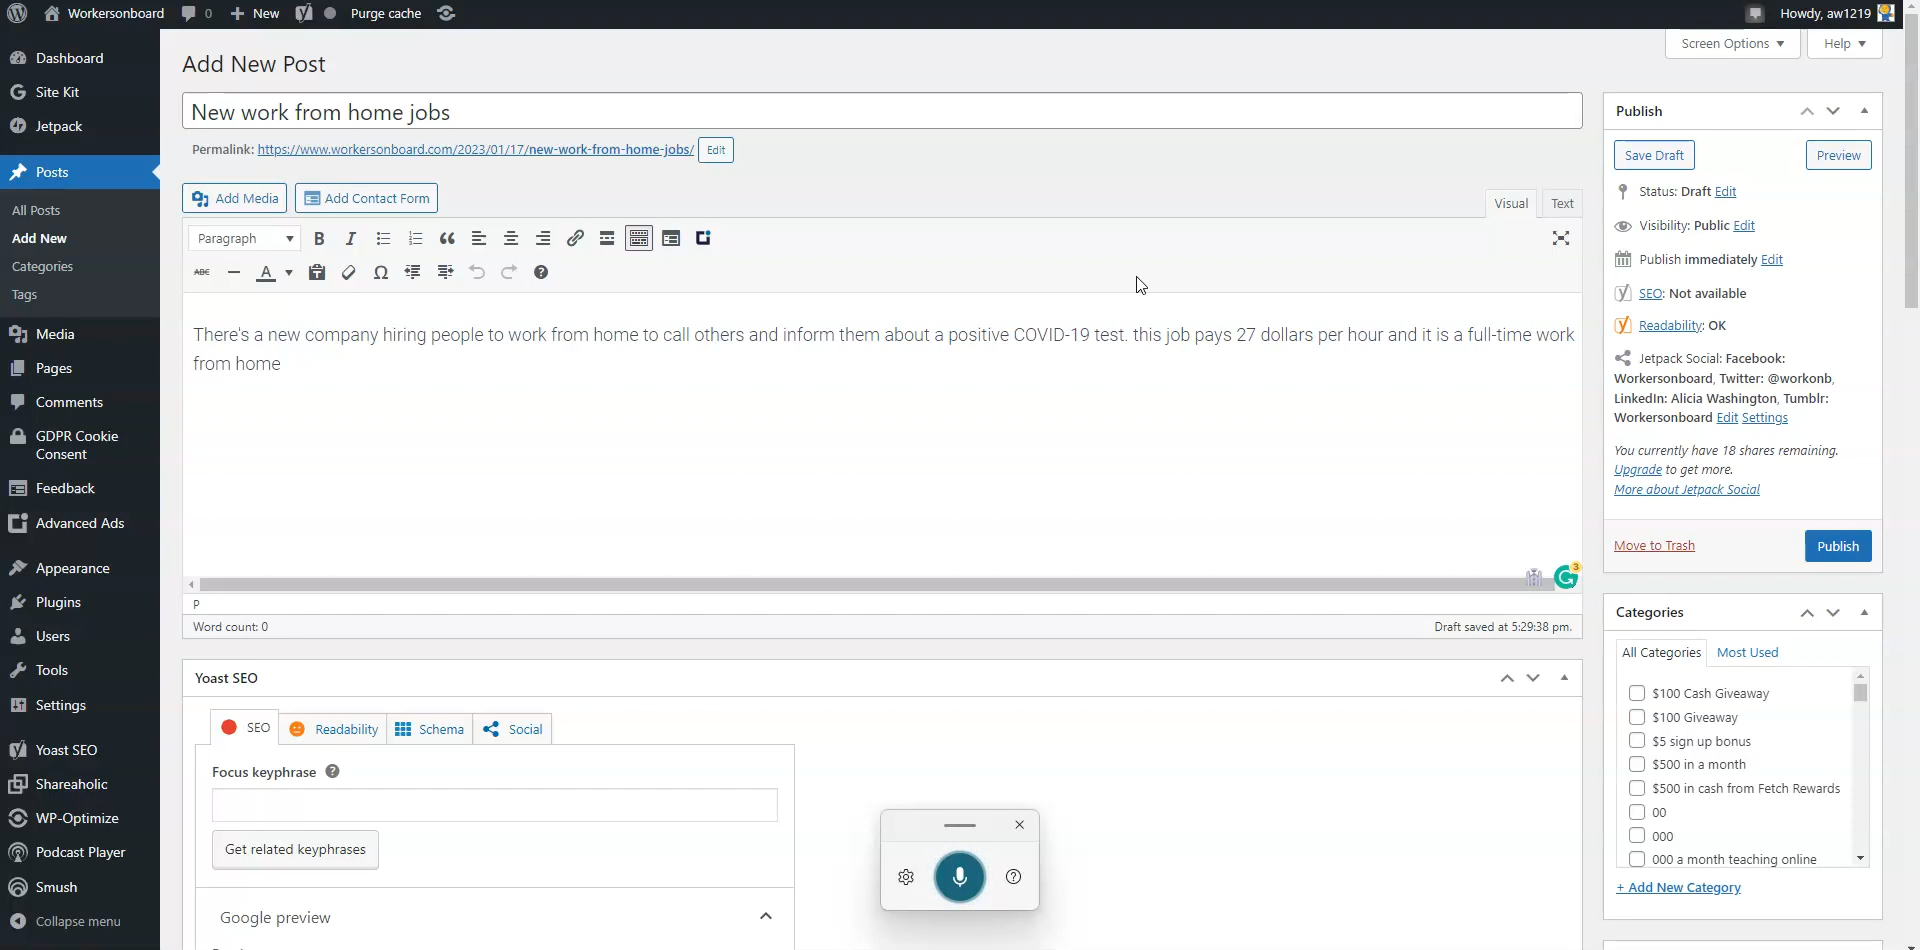 Workersonboard 0 New Purge cache Howdy, aw1219
Screen Options Help
Dashboard
Site Kit
Jetpack
Posts
All Posts
Add New
Categories
Tags
Media
Pages
Comments
GDPR Cookie
Consent
Feedback
Advanced Ads
Appearance
Plugins
Users
Tools
Settings
Yoast SEO
Shareaholic
WP-Optimize
Podcast Player
Smush
Collapse menu
Add New Post
New work from home jobs
Permalink: https://www.workersonboard.com/2023/01/17/new-work-from-home-jobs/ Edit
Add Media Add Contact Form
Visual Text
Paragraph B I
ABC A Ω
There's a new company hiring people to work from home to call others and inform them about a positive COVID-19 test. this job pays 27 dollars per hour and it is a full-time work
from home
3
P
Word count: 0 Draft saved at 5:29:38 pm.
Yoast SEO
SEO Readability Schema Social
Focus keyphrase
Get related keyphrases
Google preview
Publish
Save Draft Preview
Status: Draft Edit
Visibility: Public Edit
Publish immediately Edit
SEO: Not available
Readability: OK
Jetpack Social: Facebook:
Workersonboard, Twitter: @workonb,
LinkedIn: Alicia Washington, Tumblr:
Workersonboard Edit Settings
You currently have 18 shares remaining.
Upgrade to get more.
More about Jetpack Social
Move to Trash Publish
Categories
All Categories Most Used
$100 Cash Giveaway
$100 Giveaway
$5 sign up bonus
$500 in a month
$500 in cash from Fetch Rewards
00
000
000 a month teaching online
+ Add New Category